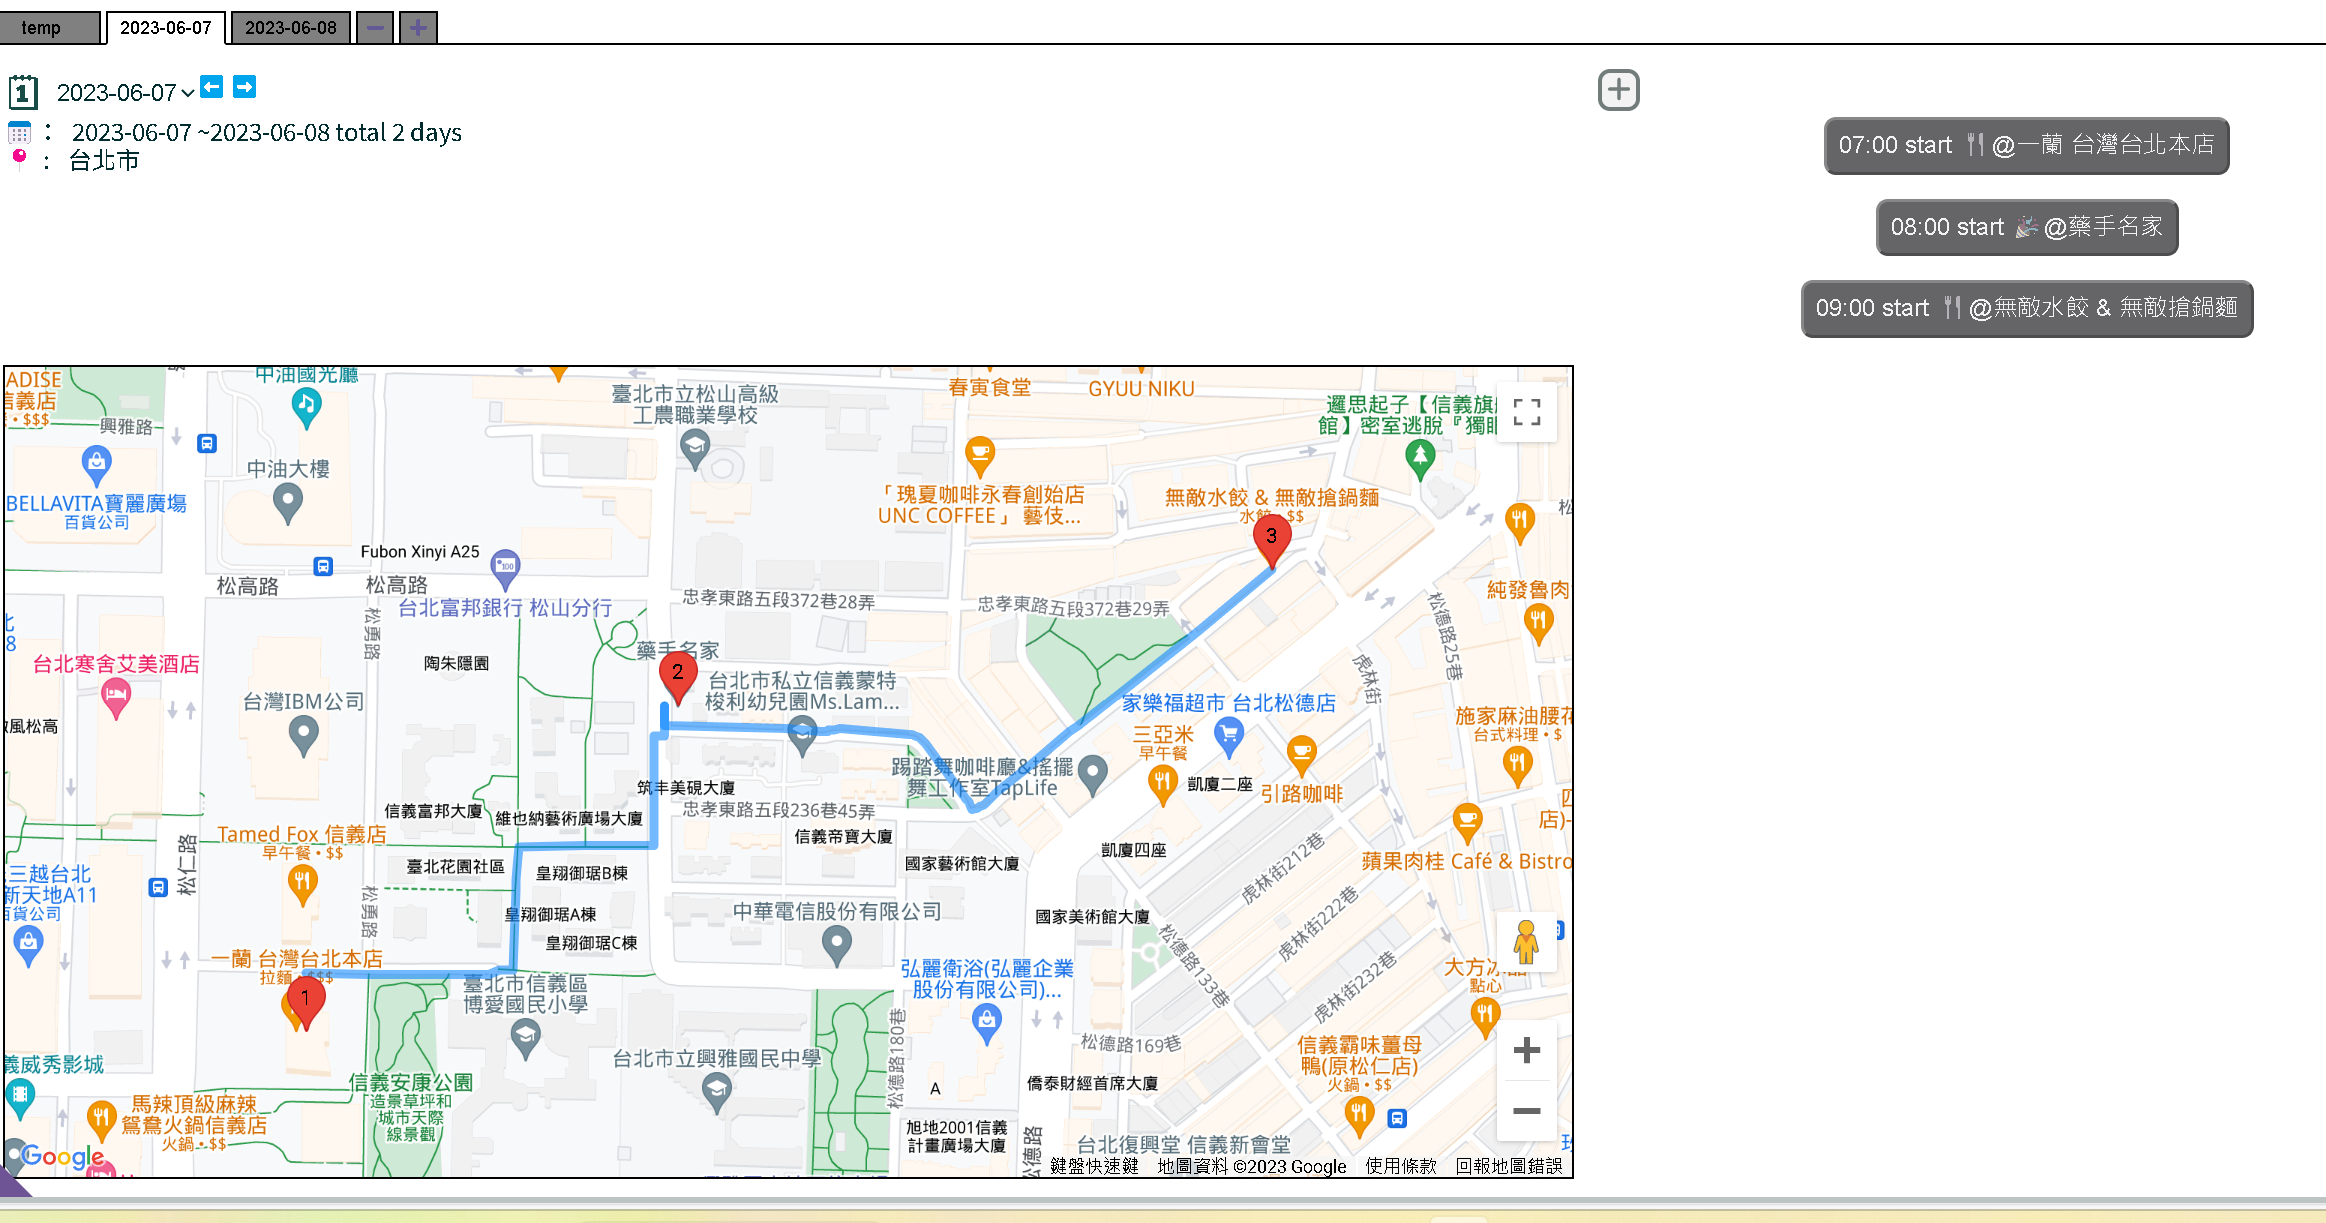 temp
2023-06-07
2023-06-08
1 2023-06-07
: 2023-06-07 ~2023-06-08 total 2 days
: 台北市
07:00 start @一蘭 台灣台北本店
08:00 start @藥手名家
09:00 start @無敵水餃 & 無敵搶鍋麵
ADISE
信義店
• $$$
興雅路
中油國光廳
臺北市立松山高級
工農職業學校
春寅食堂
GYUU NIKU
邏思起子【信義旗
館】密室逃脫『獨
中油大樓
BELLAVITA寶麗廣塲
百貨公司
「瑰夏咖啡永春創始店
UNC COFFEE」 藝伎...
無敵水餃 & 無敵搶鍋麵
水餃 • $$
3
Fubon Xinyi A25
松高路
松高路
台北富邦銀行 松山分行
忠孝東路五段372巷28弄
忠孝東路五段372巷29弄
純發魯肉
松勇路
松德路25巷
藥手名家
2
台北寒舍艾美酒店
陶朱隱園
台北市私立信義蒙特
梭利幼兒園Ms.Lam...
虎林街
台灣IBM公司
家樂福超市 台北松德店
施家麻油腰花
台式料理 • $
風松高
三亞米
早午餐
踢踏舞咖啡廳&搖擺
舞工作室TapLife
筑丰美硯大廈
凱廈二座
引路咖啡
信義富邦大廈
維也納藝術廣場大廈
忠孝東路五段236巷45弄
信義帝寶大廈
Tamed Fox 信義店
早午餐 • $$
凱廈四座
國家藝術館大廈
蘋果肉桂 Café & Bistro
虎林街212巷
松仁路
臺北花園社區
皇翔御琚B棟
三越台北
新天地A11
百貨公司
松勇路
皇翔御琚A棟
中華電信股份有限公司
國家美術館大廈
虎林街222巷
皇翔御琚C棟
松德路133巷
虎林街232巷
一蘭 台灣台北本店
拉麵 • $$$
1
臺北市信義區
博愛國民小學
弘麗衛浴(弘麗企業
股份有限公司)...
大方冰品
點心
松德路180巷
松德路169巷
信義霸味薑母
鴨(原松仁店)
火鍋 • $$
義威秀影城
台北市立興雅國民中學
信義安康公園
造景草坪和
城市天際
線景觀
A
僑泰財經首席大廈
馬辣頂級麻辣
鴛鴦火鍋信義店
火鍋 • $$
旭地2001信義
計畫廣場大廈
松德路
台北復興堂 信義新會堂
Google
鍵盤快速鍵 地圖資料 ©2023 Google 使用條款 回報地圖錯誤